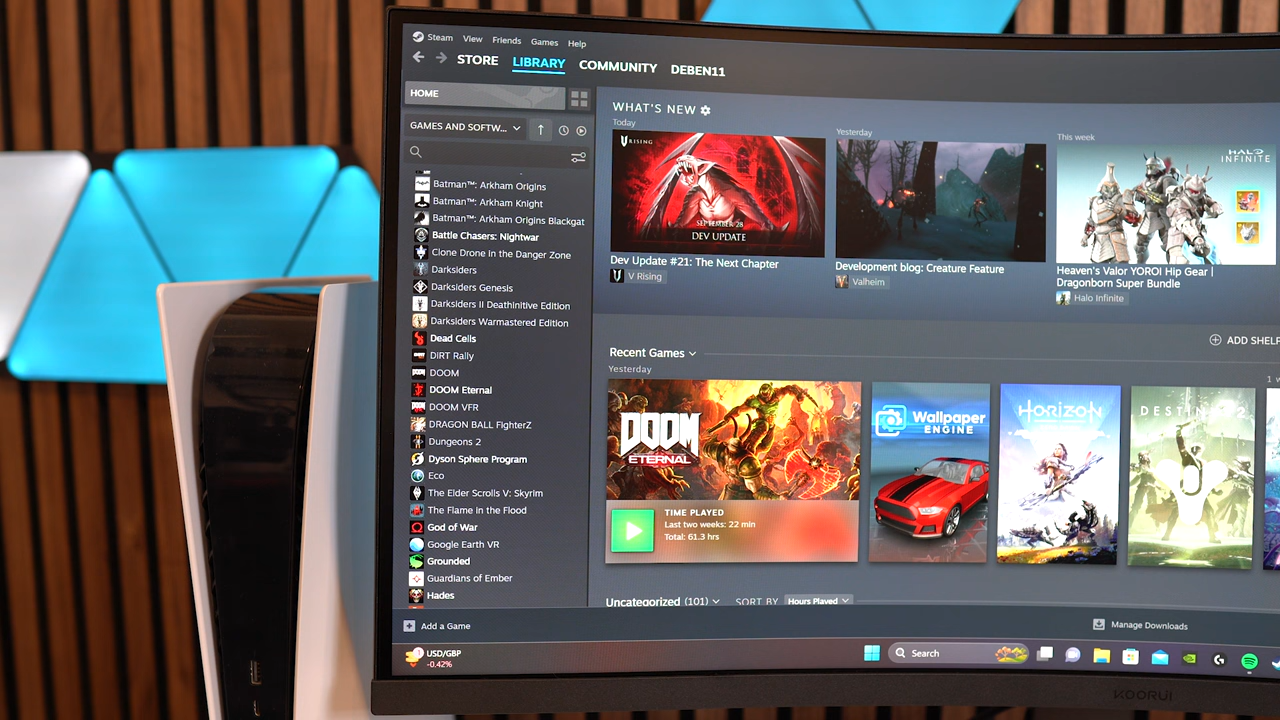 Steam View Friends Games Help
STORE LIBRARY COMMUNITY DEBEN11
HOME
GAMES AND SOFTW...
Batman™: Arkham Origins
Batman™: Arkham Knight
Batman™: Arkham Origins Blackgat
Battle Chasers: Nightwar
Clone Drone in the Danger Zone
Darksiders
Darksiders Genesis
Darksiders II Deathinitive Edition
Darksiders Warmastered Edition
Dead Cells
DiRT Rally
DOOM
DOOM Eternal
DOOM VFR
DRAGON BALL FighterZ
Dungeons 2
Dyson Sphere Program
Eco
The Elder Scrolls V: Skyrim
The Flame in the Flood
God of War
Google Earth VR
Grounded
Guardians of Ember
Hades
WHAT'S NEW
Today
V RISING
SEPTEMBER 28
DEV UPDATE
Dev Update #21: The Next Chapter
V Rising
Yesterday
Development blog: Creature Feature
Valheim
This week
HALO
INFINITE
Heaven's Valor YOROI Hip Gear |
Dragonborn Super Bundle
Halo Infinite
ADD SHELF
Recent Games
Yesterday
1 w
DOOM
ETERNAL
TIME PLAYED
Last two weeks: 22 min
Total: 61.3 hrs
Wallpaper
ENGINE
HORIZON
DESTINY 2
Uncategorized (101) SORT BY Hours Played
Add a Game
Manage Downloads
USD/GBP
-0.42%
Search
KOORUI